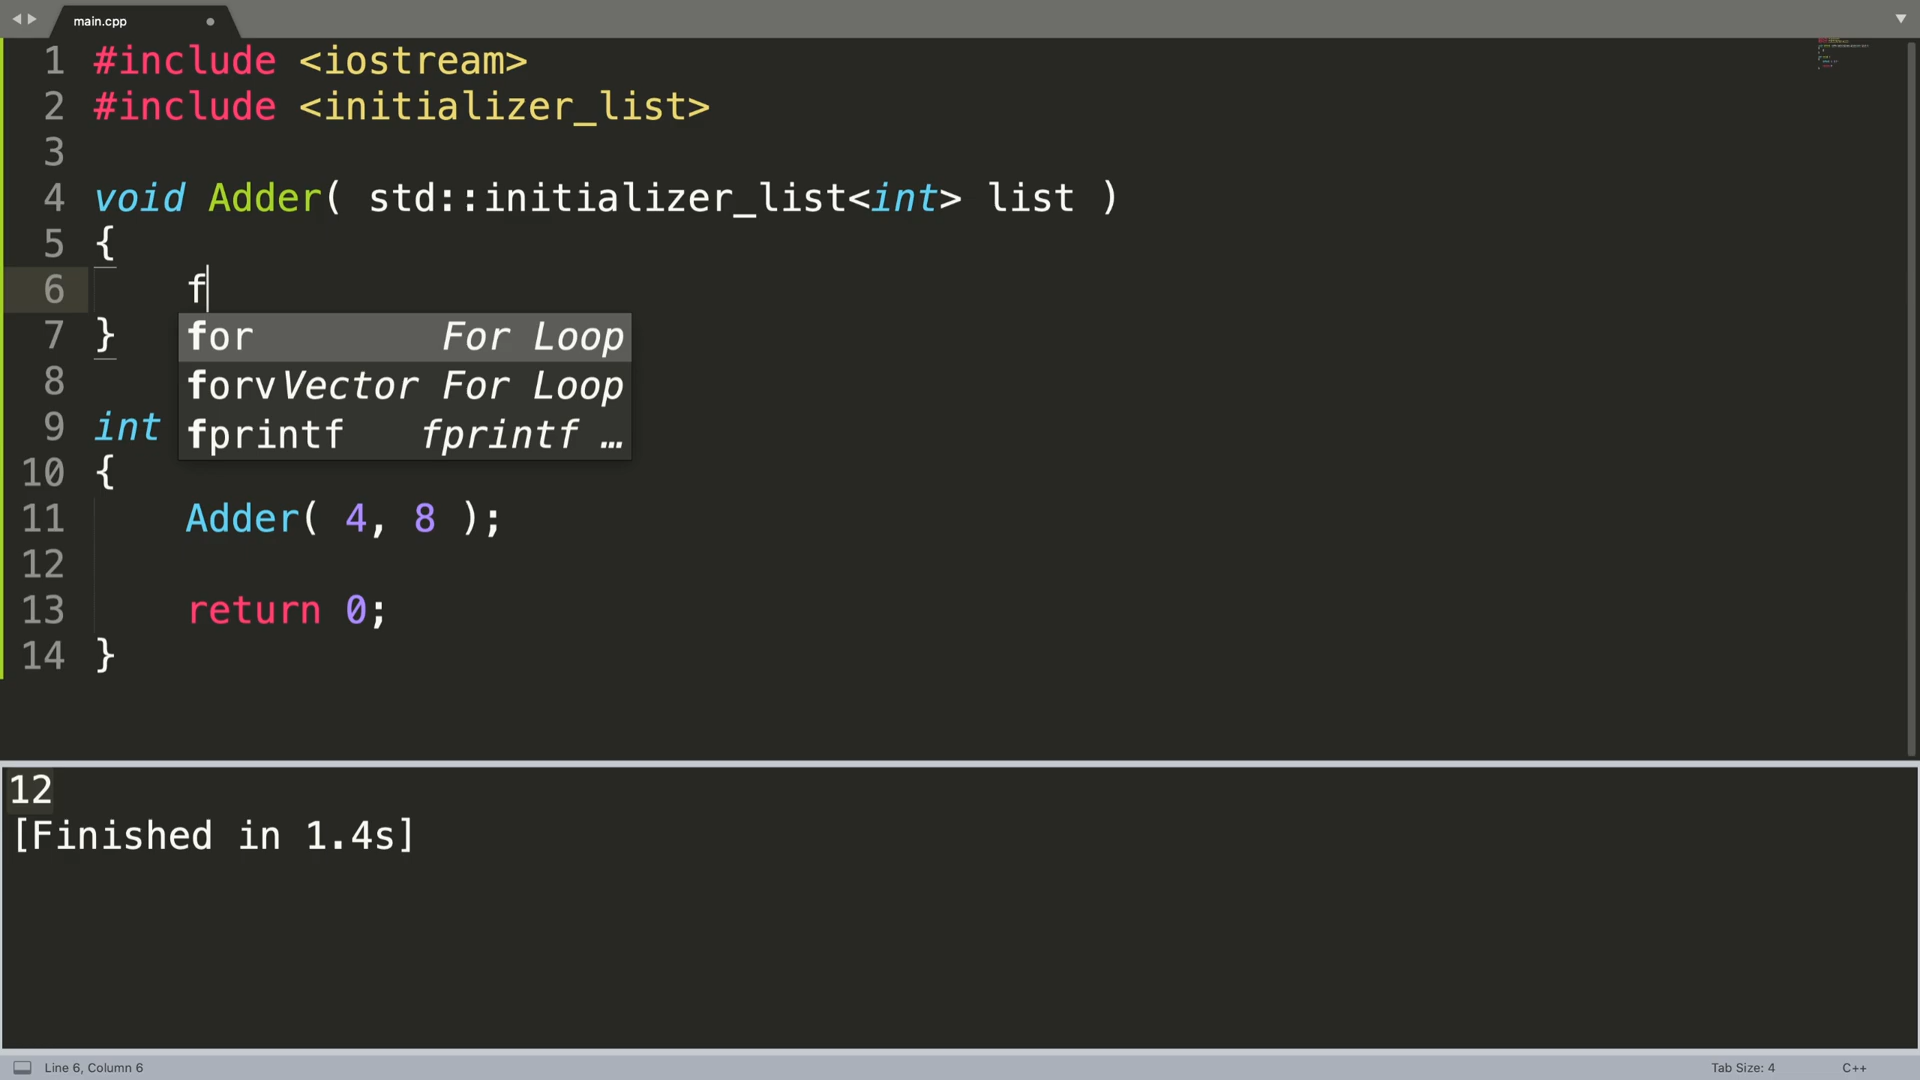 main.cpp
1 #include <iostream>
2 #include <initializer_list>
3
4 void Adder( std::initializer_list<int> list )
5 {
6 f
7 }
for For Loop
8
forvVector For Loop
9 int
fprintf fprintf …
10 {
11 Adder( 4, 8 );
12
13 return 0;
14 }
12
[Finished in 1.4s]
Line 6, Column 6 Tab Size: 4 C++